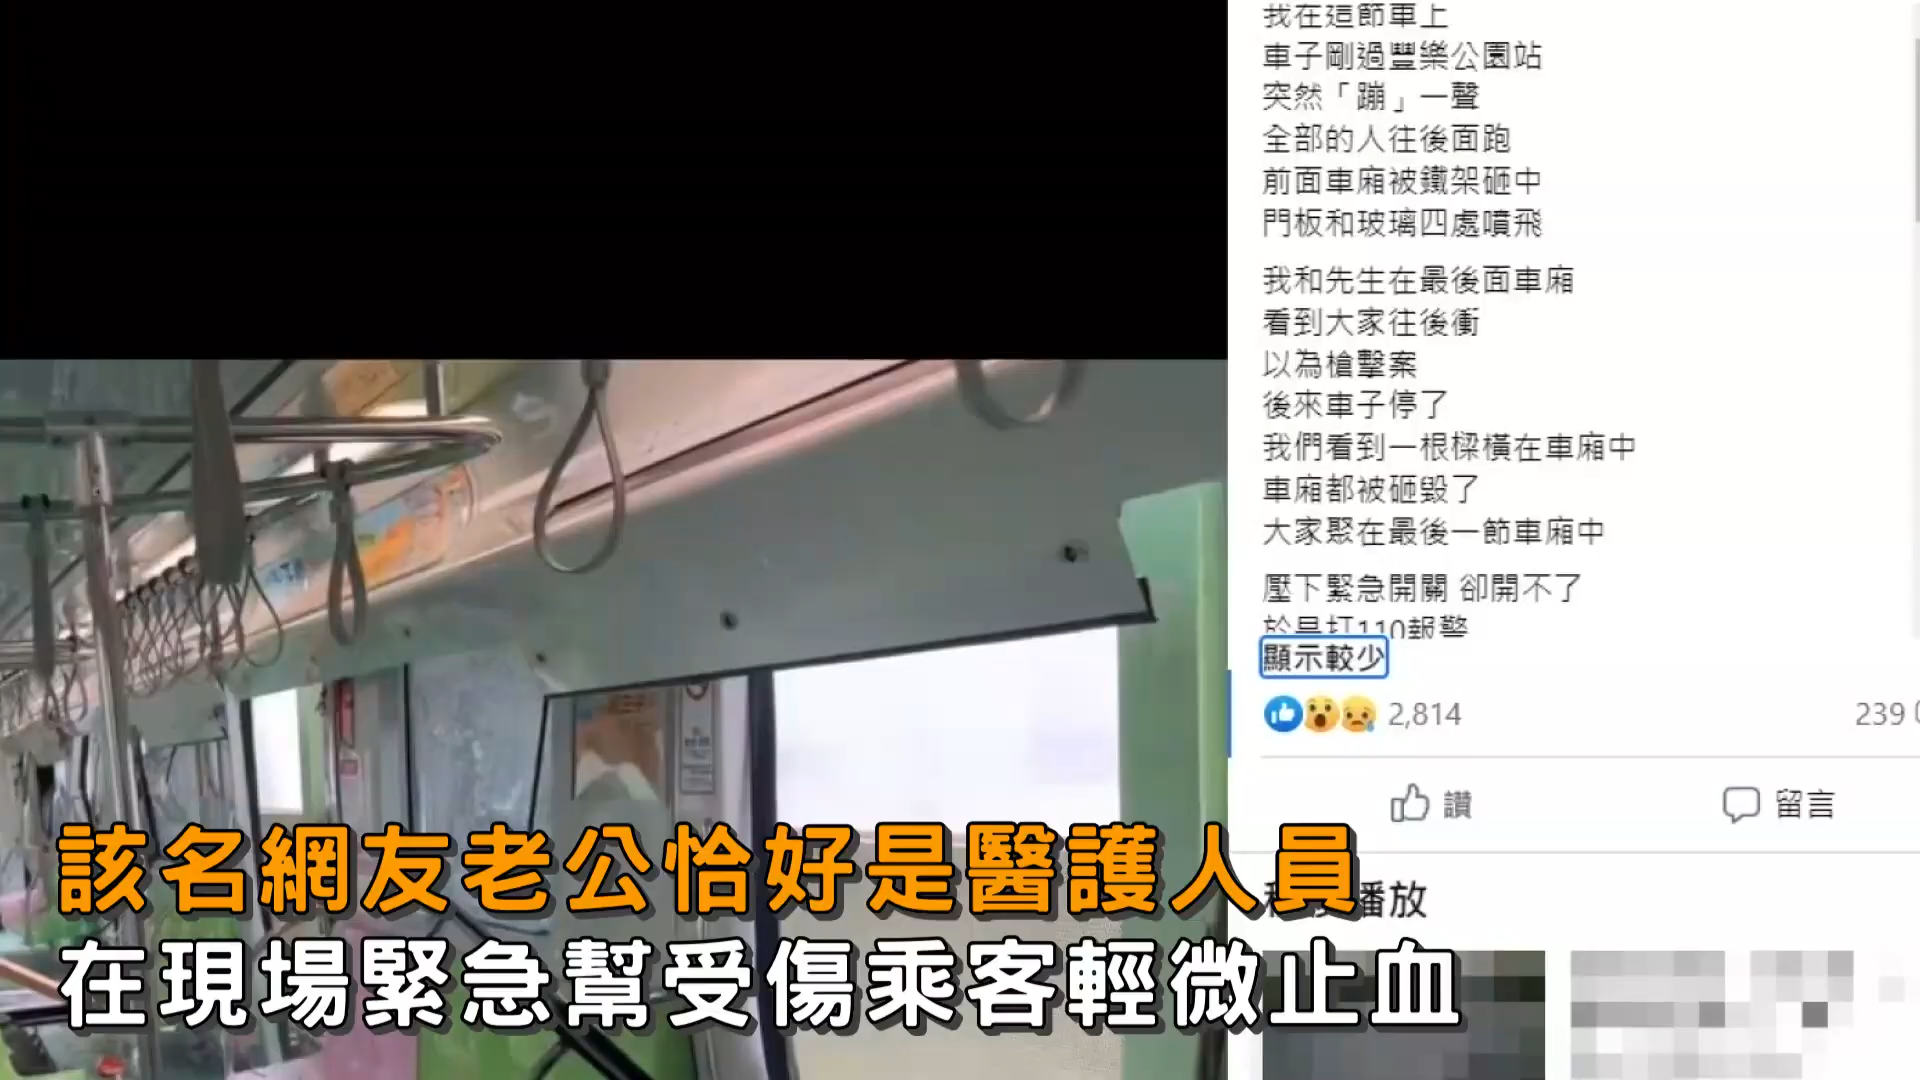 我在這節車上
車子剛過豐樂公園站
突然「蹦」一聲
全部的人往後面跑
前面車廂被鐵架砸中
門板和玻璃四處噴飛
我和先生在最後面車廂
看到大家往後衝
以為槍擊案
後來車子停了
我們看到一根樑橫在車廂中
車廂都被砸毀了
大家聚在最後一節車廂中
壓下緊急開關 卻開不了
於是打110報警
顯示較少
2,814
239
讚
留言
播放
該名網友老公恰好是醫護人員
在現場緊急幫受傷乘客輕微止血